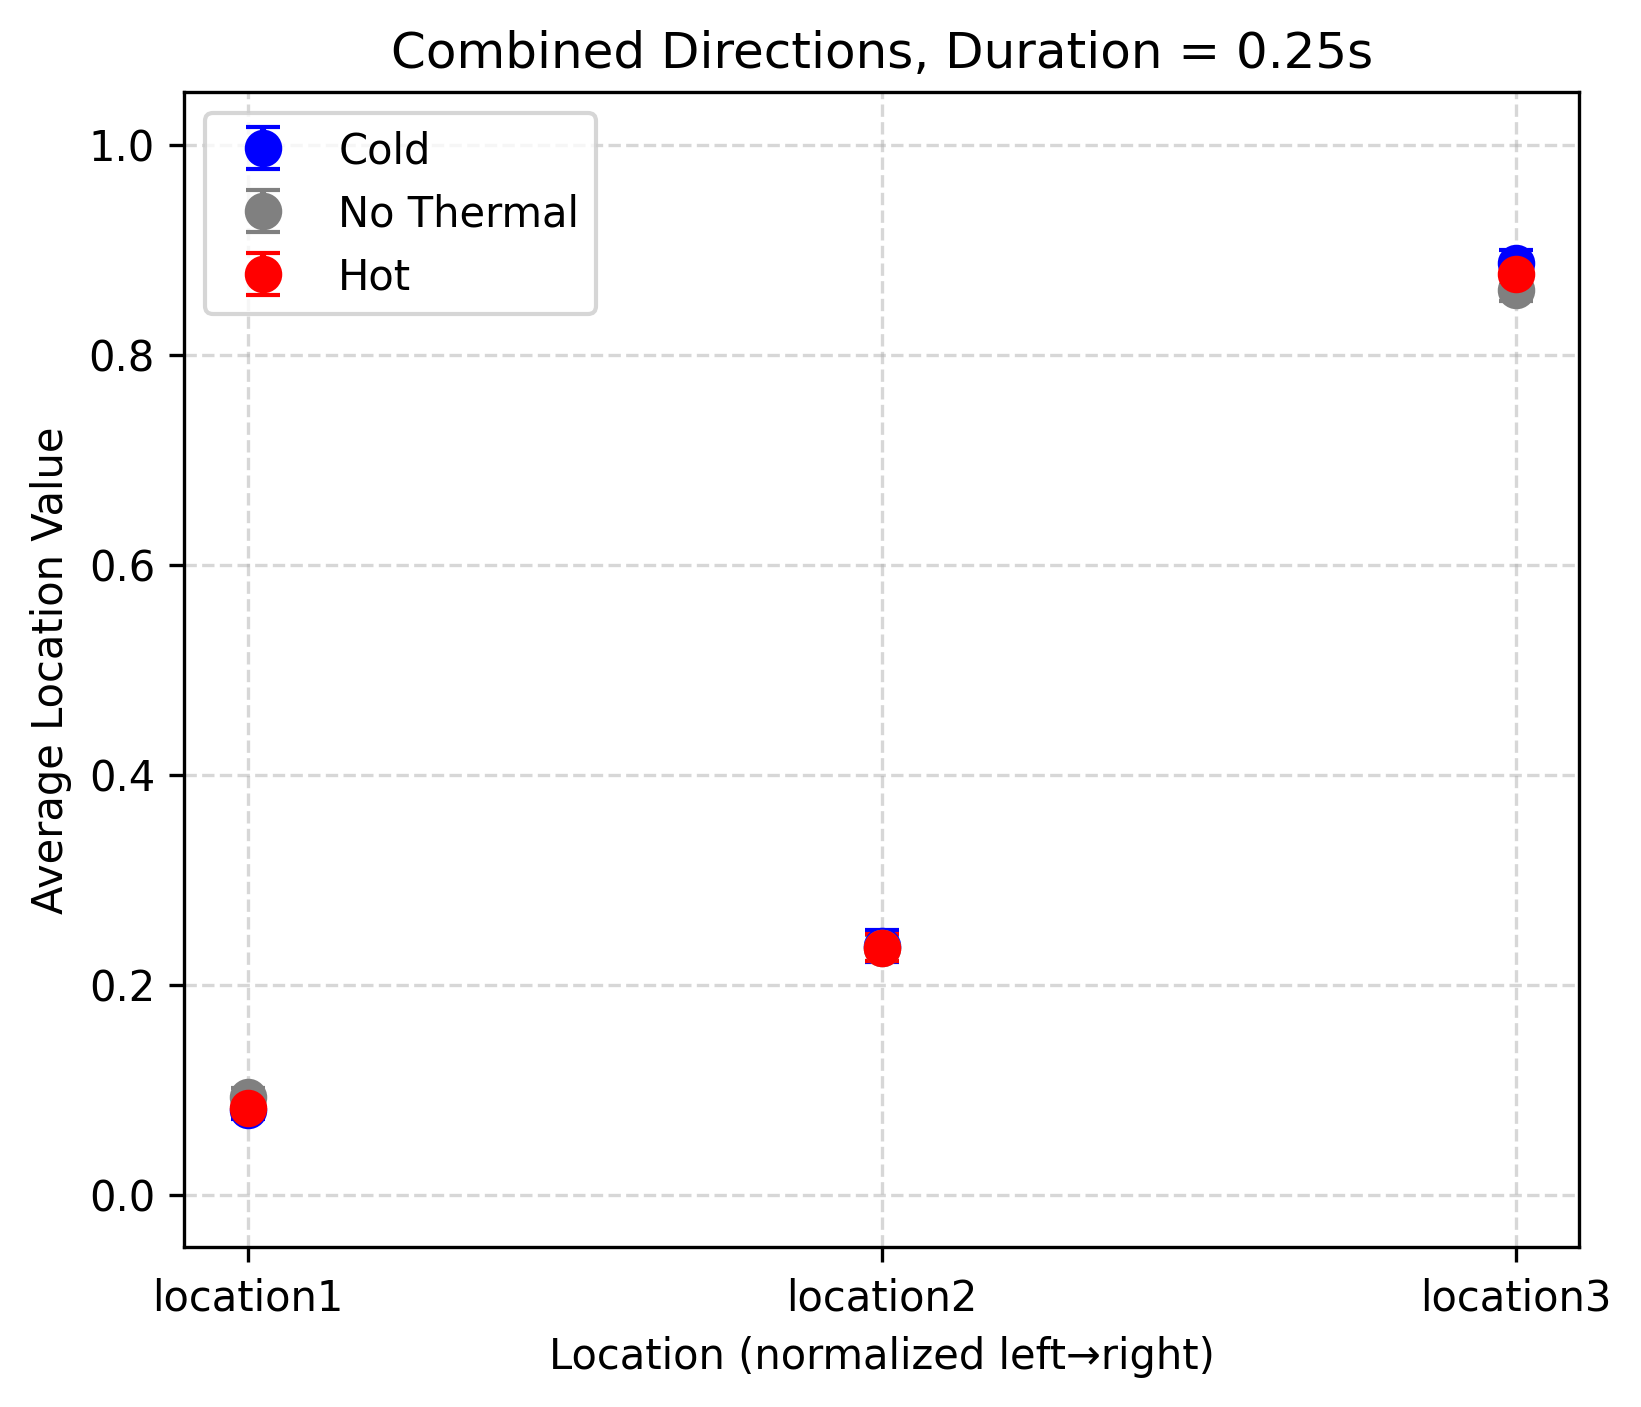 Combined Directions, Duration = 0.25s
Cold
No Thermal
Hot
1.0
0.8
0.6
0.4
0.2
0.0
Average Location Value
location1
location2
location3
Location (normalized left→right)